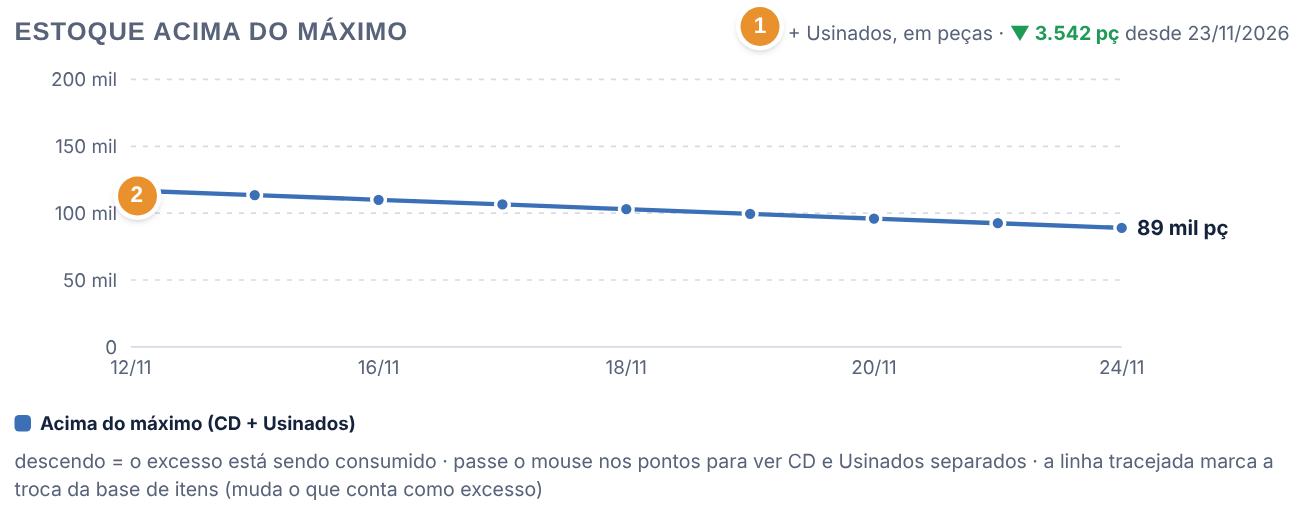 ESTOQUE ACIMA DO MÁXIMO
1 + Usinados, em peças · ▼ 3.542 pç desde 23/11/2026
200 mil
150 mil
2
100 mil
89 mil pç
50 mil
0
12/11 16/11 18/11 20/11 24/11
Acima do máximo (CD + Usinados)
descendo = o excesso está sendo consumido · passe o mouse nos pontos para ver CD e Usinados separados · a linha tracejada marca a
troca da base de itens (muda o que conta como excesso)